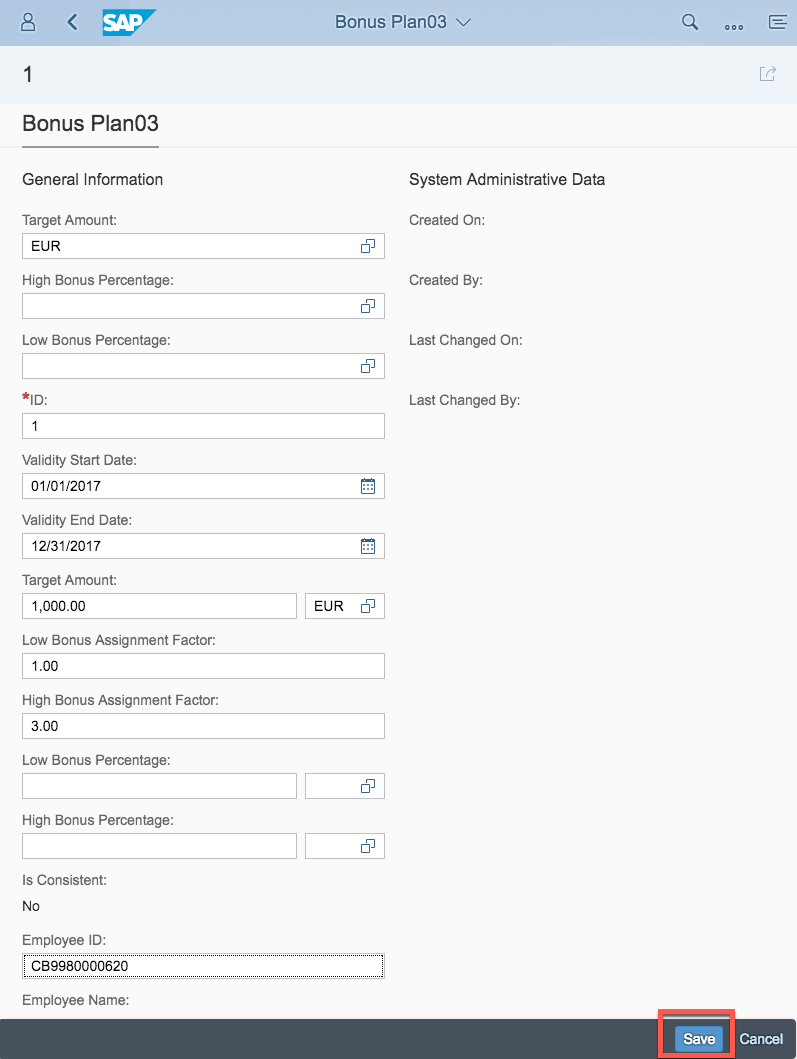 SAP
Bonus Plan03
1
Bonus Plan03
General Information
Target Amount:
EUR
High Bonus Percentage:
Low Bonus Percentage:
*ID:
1
Validity Start Date:
01/01/2017
Validity End Date:
12/31/2017
Target Amount:
1,000.00 EUR
Low Bonus Assignment Factor:
1.00
High Bonus Assignment Factor:
3.00
Low Bonus Percentage:
High Bonus Percentage:
Is Consistent:
No
Employee ID:
CB9980000620
Employee Name:
System Administrative Data
Created On:
Created By:
Last Changed On:
Last Changed By:
Save Cancel